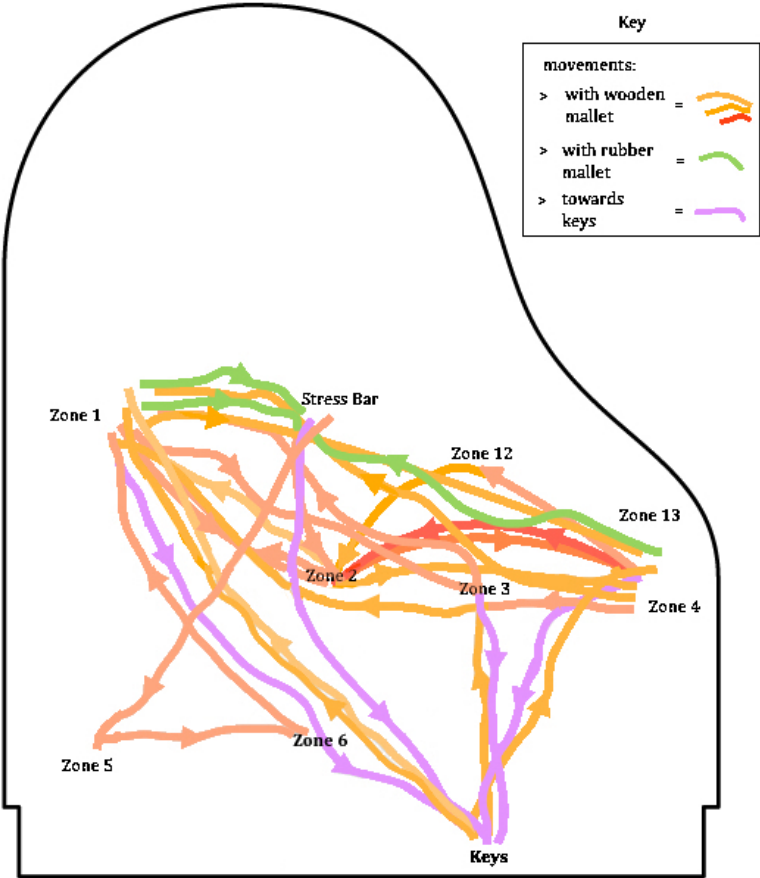 Key
movements:
> with wooden =
mallet
> with rubber =
mallet
> towards =
keys
Stress Bar
Zone 1
Zone 12
Zone 13
Zone 2
Zone 3
Zone 4
Zone 6
Zone 5
Keys